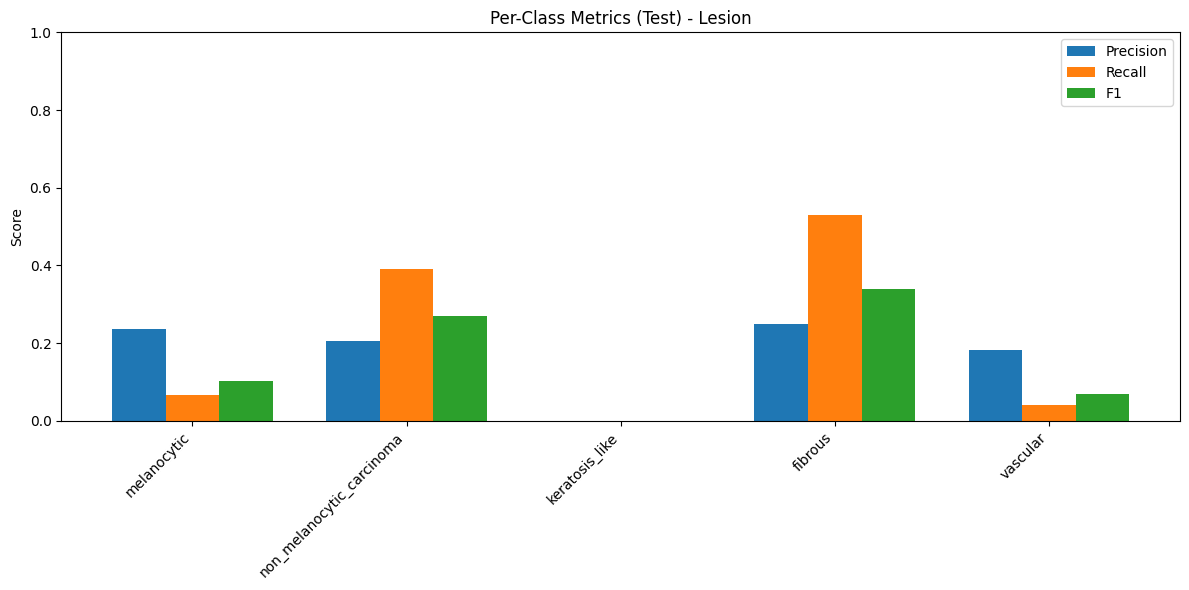 Per-Class Metrics (Test) - Lesion
Precision
Recall
F1
Score
1.0
0.8
0.6
0.4
0.2
0.0
melanocytic
non_melanocytic_carcinoma
keratosis_like
fibrous
vascular